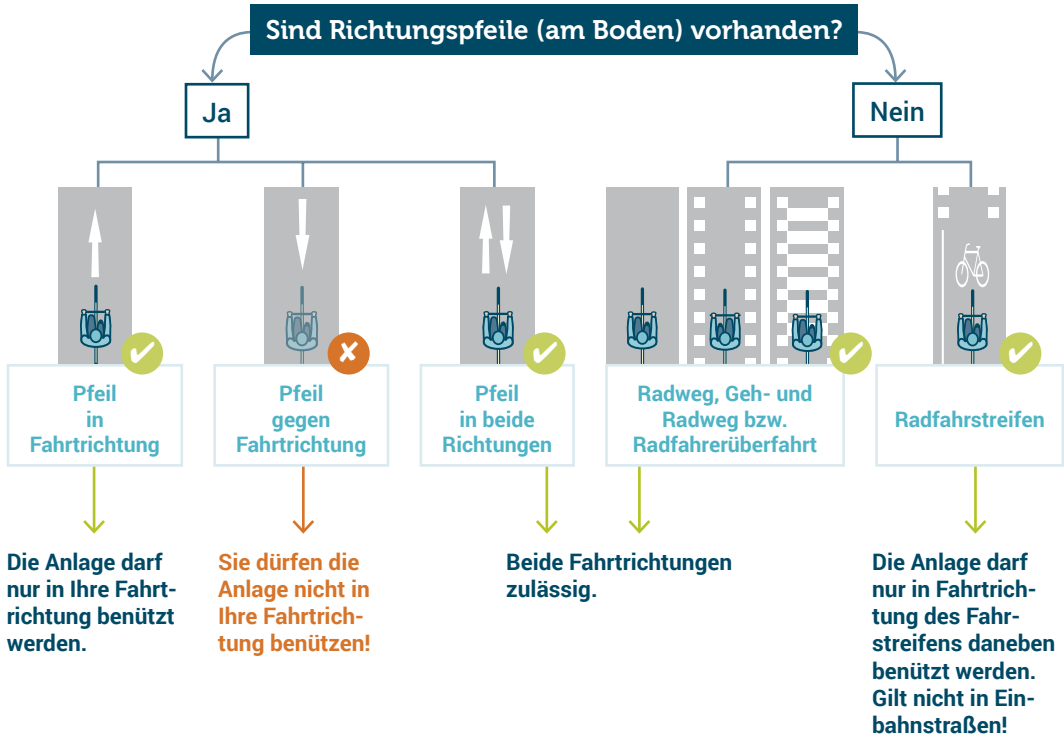 Sind Richtungspfeile (am Boden) vorhanden?
Ja
Nein
Pfeil
in
Fahrtrichtung
Pfeil
gegen
Fahrtrichtung
Pfeil
in beide
Richtungen
Radweg, Geh- und
Radweg bzw.
Radfahrerüberfahrt
Radfahrstreifen
Die Anlage darf
nur in Ihre Fahrt-
richtung benützt
werden.
Sie dürfen die
Anlage nicht in
Ihre Fahrtrich-
tung benützen!
Beide Fahrtrichtungen
zulässig.
Die Anlage darf
nur in Fahrtrich-
tung des Fahr-
streifens daneben
benützt werden.
Gilt nicht in Ein-
bahnstraßen!